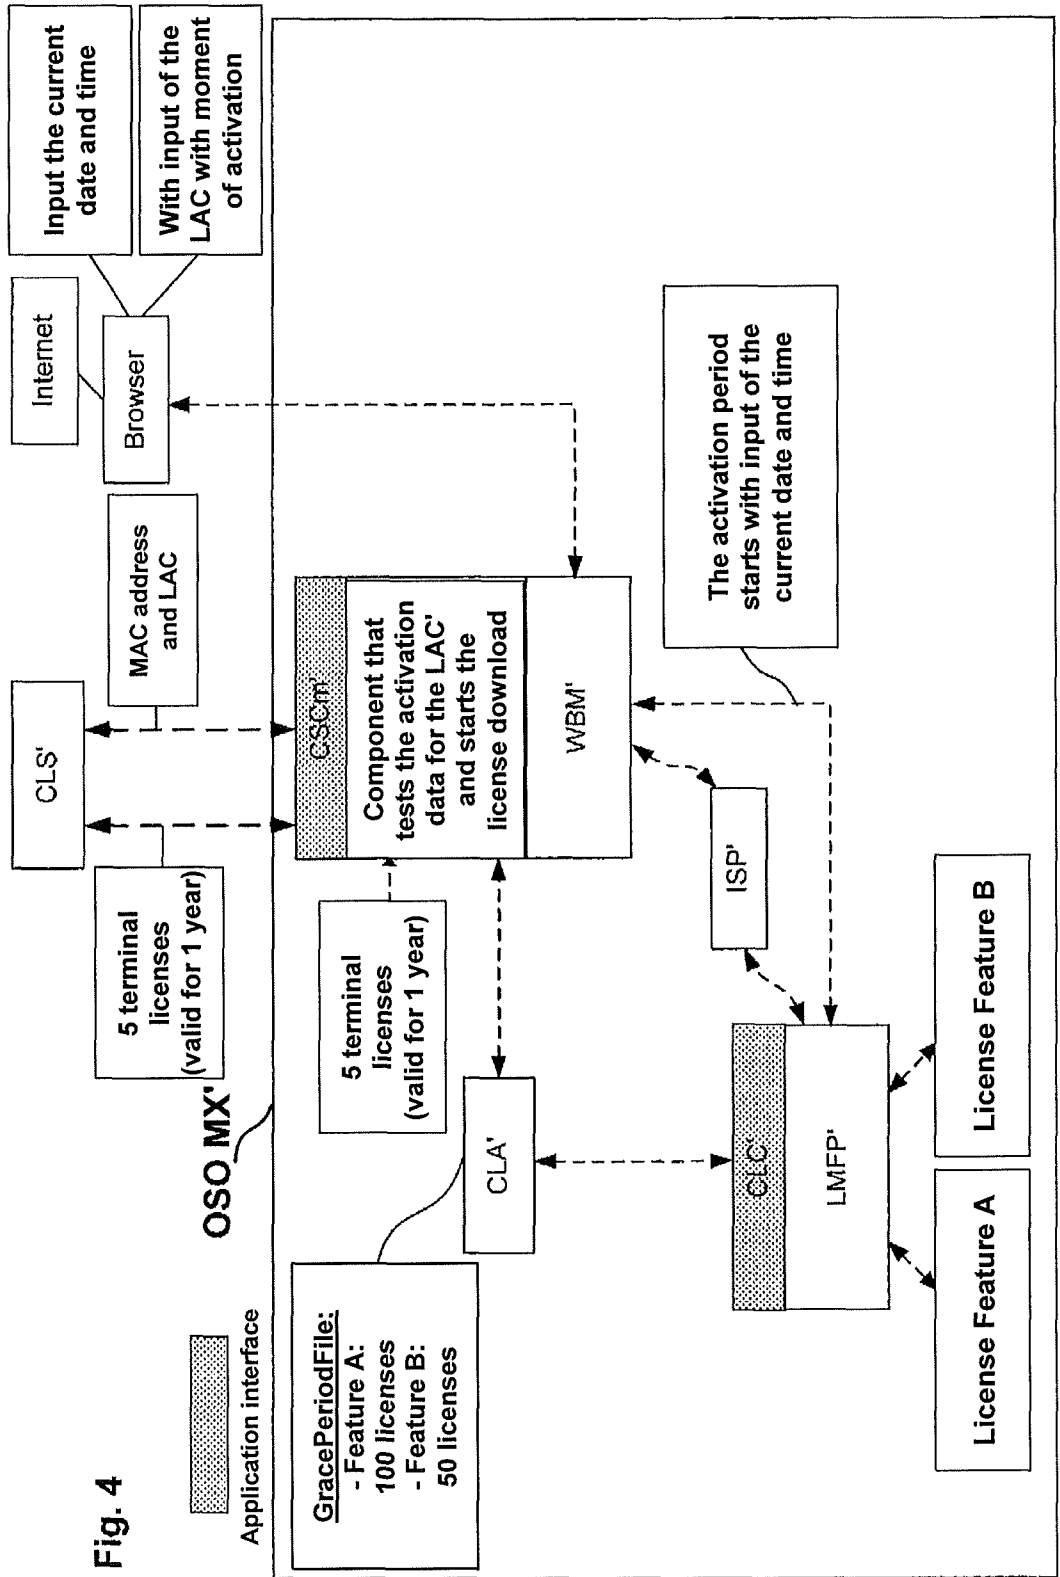 Fig. 4
Application interface
OSO MX'
CLS'
5 terminal
licenses
(valid for 1 year)
MAC address
and LAC
Internet
Browser
Input the current
date and time
With input of the
LAC with moment
of activation
GracePeriodFile:
- Feature A:
100 licenses
- Feature B:
50 licenses
5 terminal
licenses
(valid for 1 year)
CSCm'
Component that
tests the activation
data for the LAC'
and starts the
license download
WBM'
CLA'
ISP'
The activation period
starts with input of the
current date and time
CLC'
LMFP'
License Feature A
License Feature B